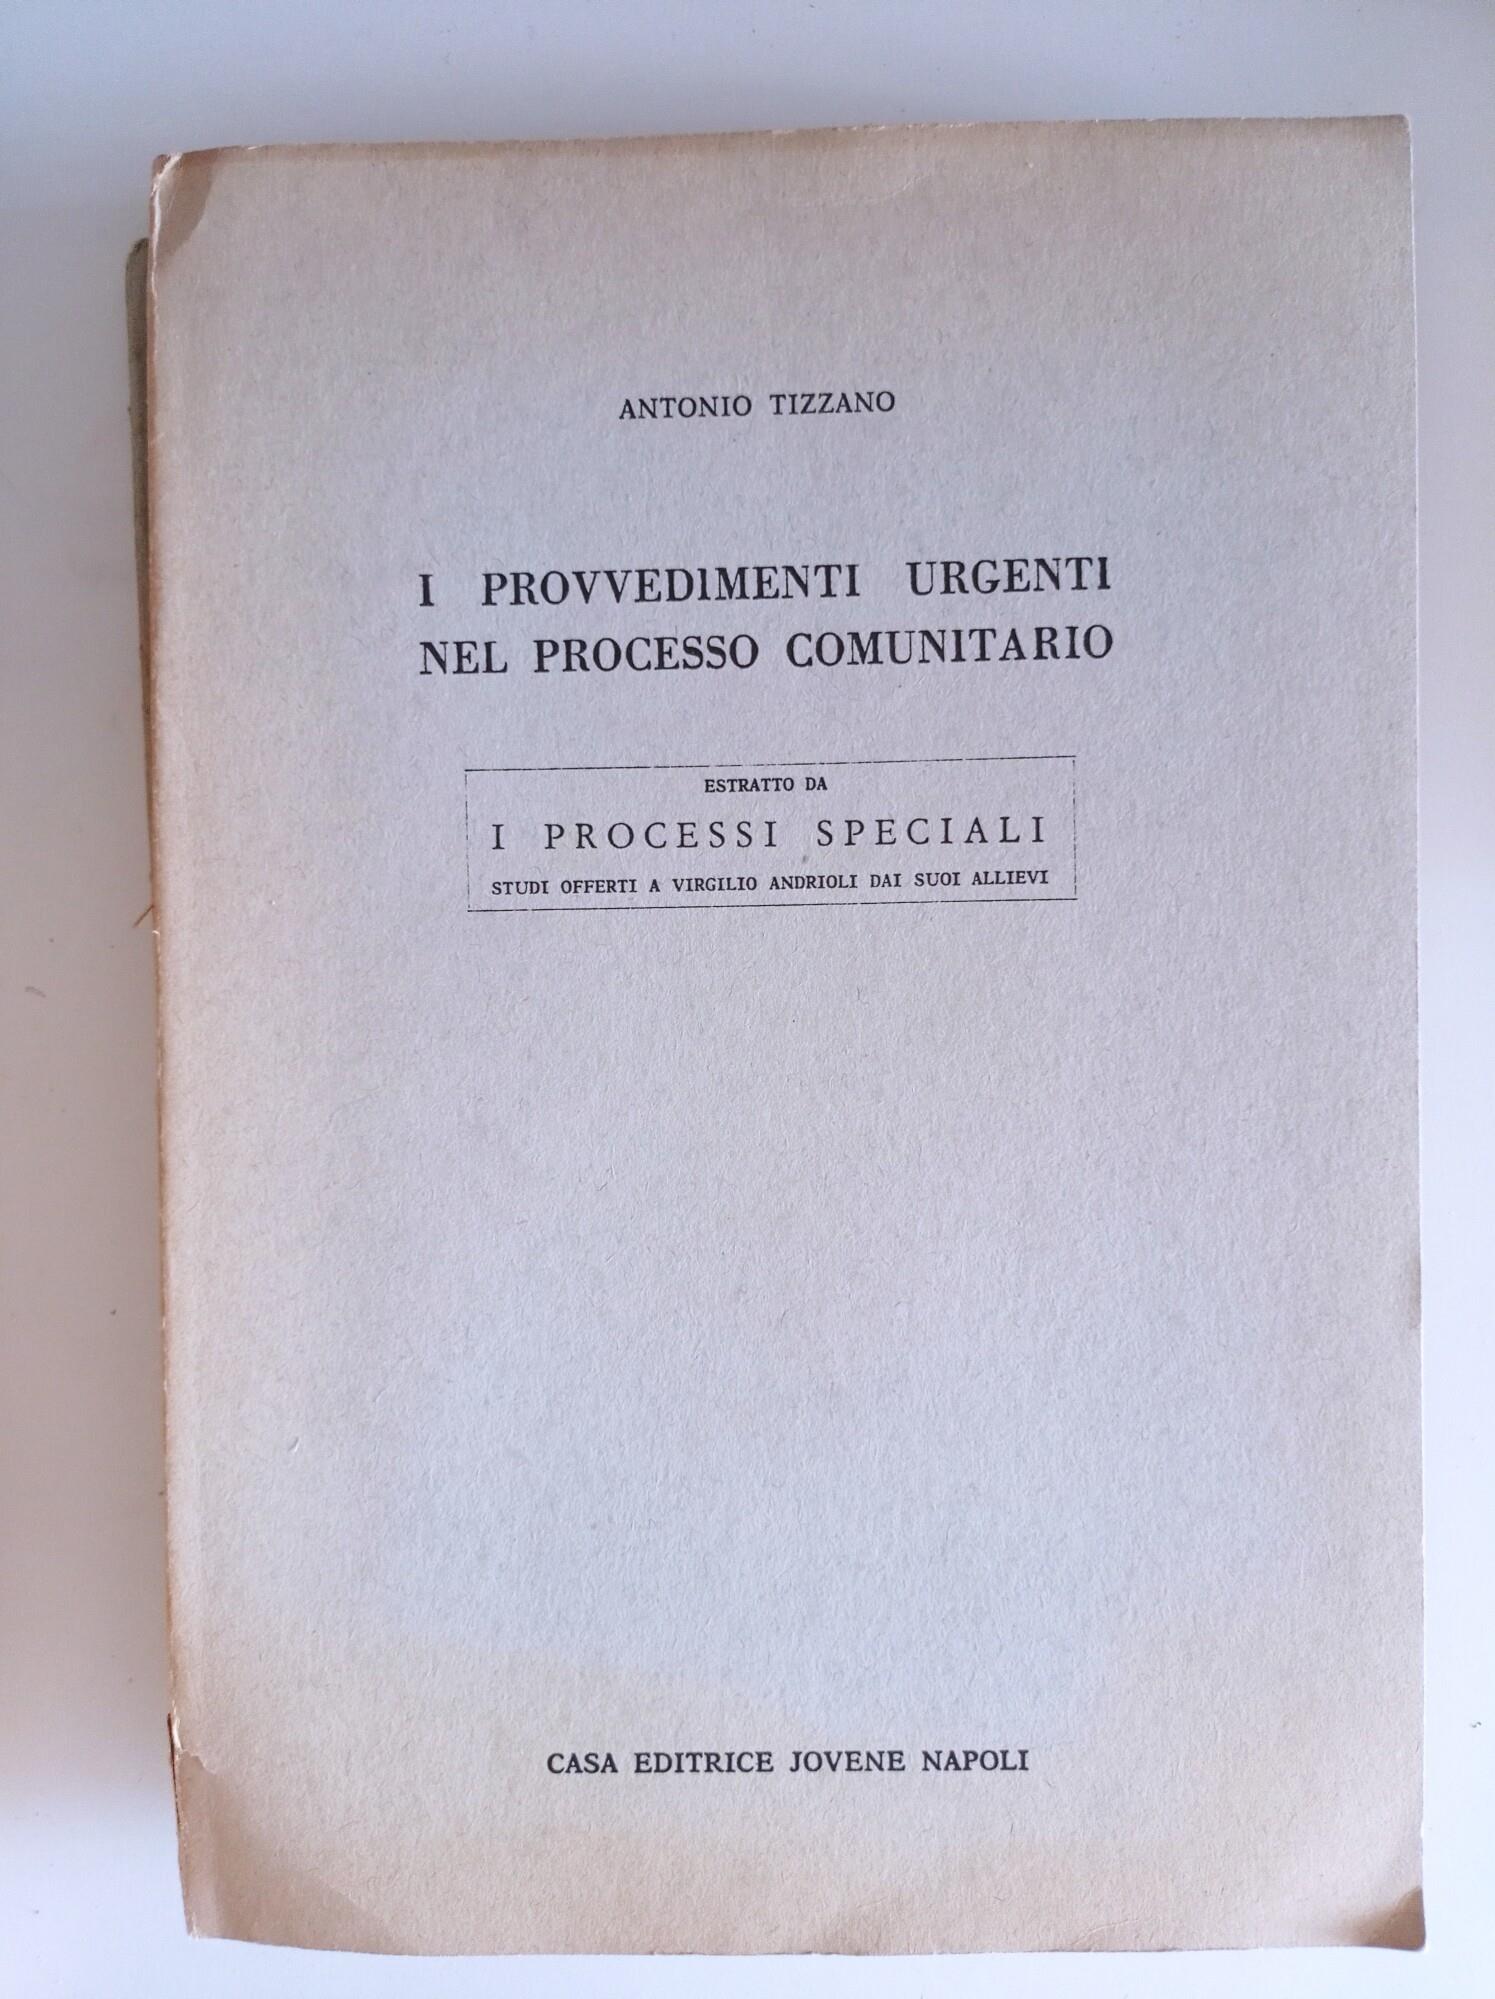 ANTONIO TIZZANO
I PROVVEDIMENTI URGENTI
NEL PROCESSO COMUNITARIO
ESTRATTO DA
I PROCESSI SPECIALI
STUDI OFFERTI A VIRGILIO ANDRIOLI DAI SUOI ALLIEVI
CASA EDITRICE JOVENE NAPOLI